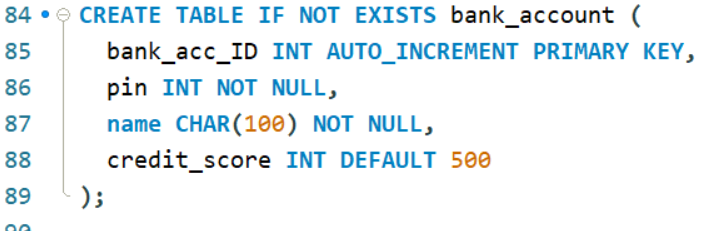 84 CREATE TABLE IF NOT EXISTS bank_account (
85 bank_acc_ID INT AUTO_INCREMENT PRIMARY KEY,
86 pin INT NOT NULL,
87 name CHAR(100) NOT NULL,
88 credit_score INT DEFAULT 500
89 );